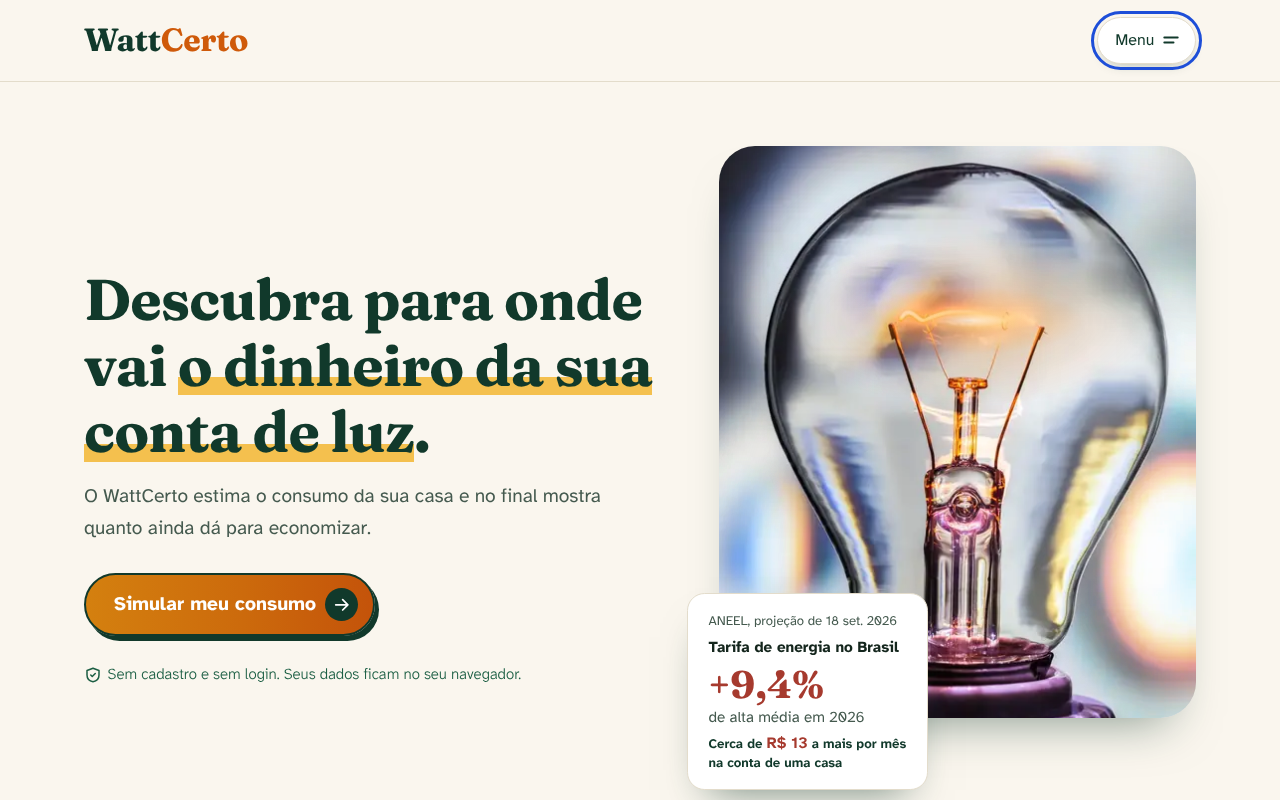 WattCerto
Menu
Descubra para onde
vai o dinheiro da sua
conta de luz.
O WattCerto estima o consumo da sua casa e no final mostra
quanto ainda dá para economizar.
Simular meu consumo
Sem cadastro e sem login. Seus dados ficam no seu navegador.
ANEEL, projeção de 18 set. 2026
Tarifa de energia no Brasil
+9,4%
de alta média em 2026
Cerca de R$ 13 a mais por mês
na conta de uma casa